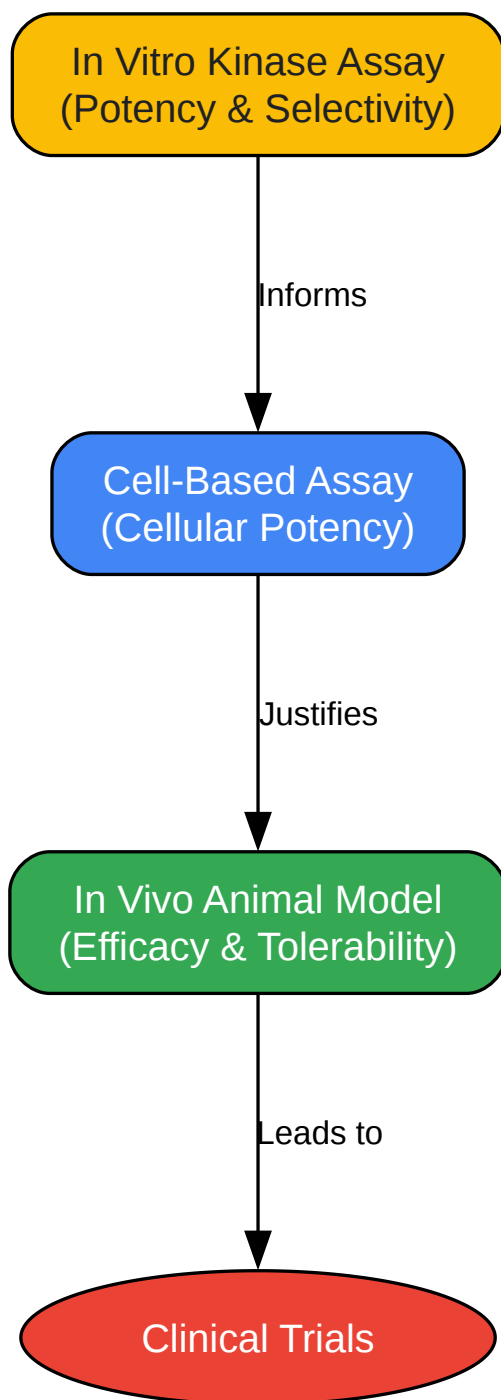 In Vitro Kinase Assay
(Potency & Selectivity)
Informs
Cell-Based Assay
(Cellular Potency)
Justifies
In Vivo Animal Model
(Efficacy & Tolerability)
Leads to
Clinical Trials